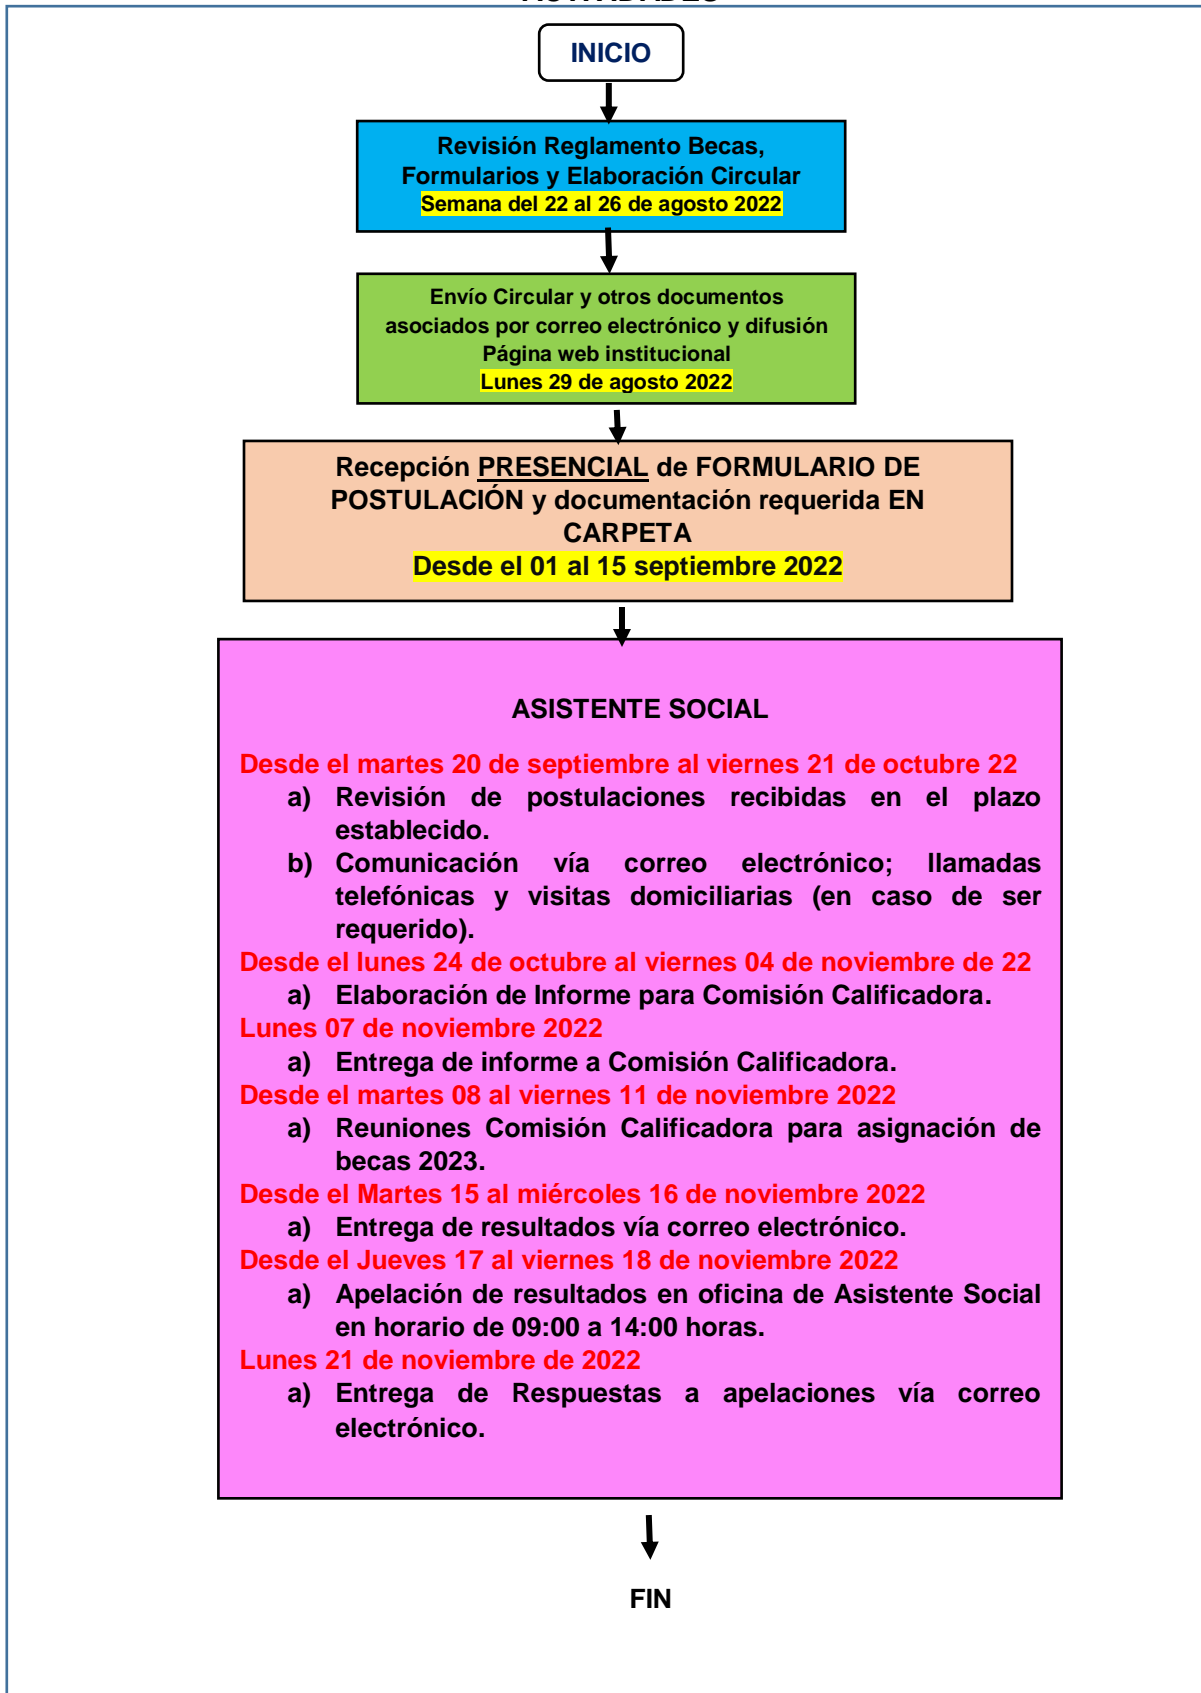 INICIO
Revisión Reglamento Becas,
Formularios y Elaboración Circular
Semana del 22 al 26 de agosto 2022
Envío Circular y otros documentos
asociados por correo electrónico y difusión
Página web institucional
Lunes 29 de agosto 2022
Recepción PRESENCIAL de FORMULARIO DE
POSTULACIÓN y documentación requerida EN
CARPETA
Desde el 01 al 15 septiembre 2022
ASISTENTE SOCIAL
Desde el martes 20 de septiembre al viernes 21 de octubre 22
a) Revisión de postulaciones recibidas en el plazo
establecido.
b) Comunicación vía correo electrónico; llamadas
telefónicas y visitas domiciliarias (en caso de ser
requerido).
Desde el lunes 24 de octubre al viernes 04 de noviembre de 22
a) Elaboración de Informe para Comisión Calificadora.
Lunes 07 de noviembre 2022
a) Entrega de informe a Comisión Calificadora.
Desde el martes 08 al viernes 11 de noviembre 2022
a) Reuniones Comisión Calificadora para asignación de
becas 2023.
Desde el Martes 15 al miércoles 16 de noviembre 2022
a) Entrega de resultados vía correo electrónico.
Desde el Jueves 17 al viernes 18 de noviembre 2022
a) Apelación de resultados en oficina de Asistente Social
en horario de 09:00 a 14:00 horas.
Lunes 21 de noviembre de 2022
a) Entrega de Respuestas a apelaciones vía correo
electrónico.
FIN